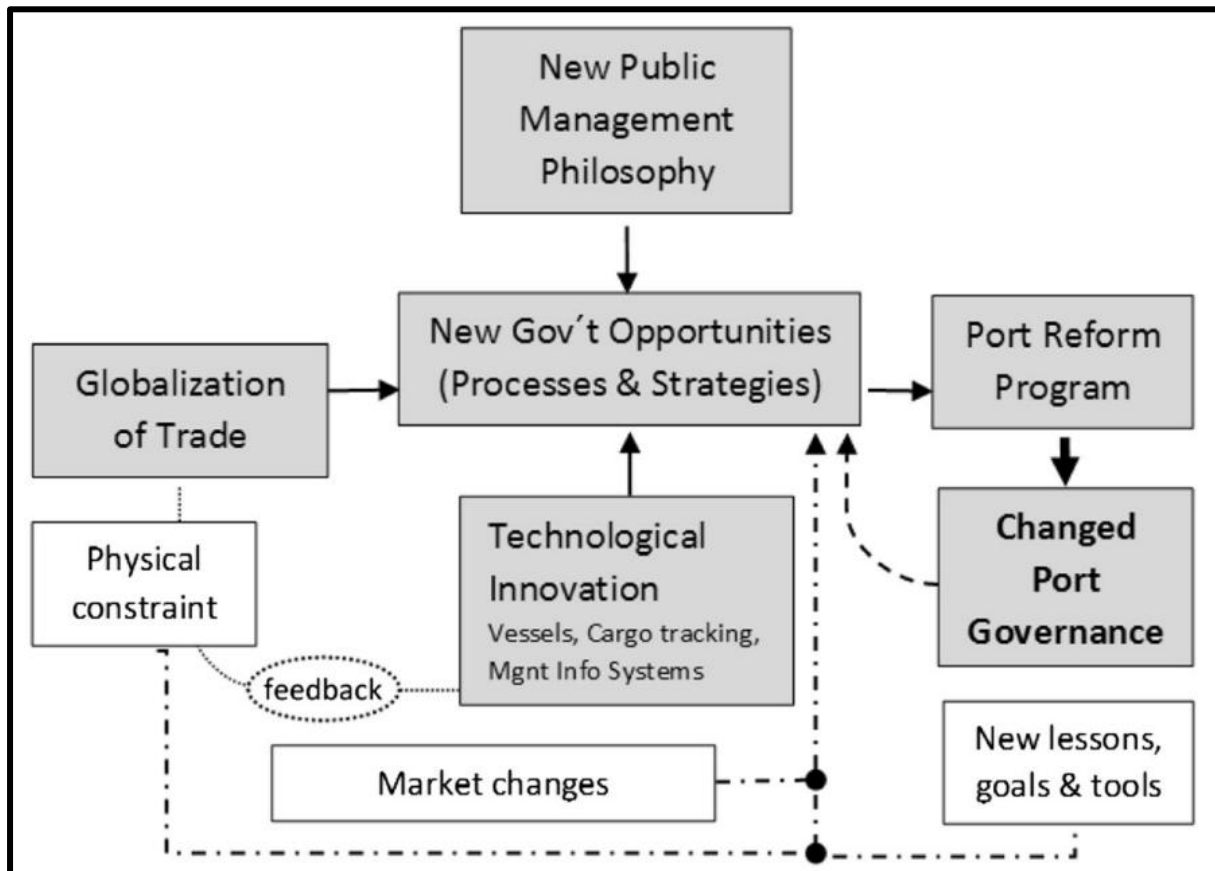 New Public
Management
Philosophy
New Gov´t Opportunities
(Processes & Strategies)
Port Reform
Program
Globalization
of Trade
Physical
constraint
Technological
Innovation
Vessels, Cargo tracking,
Mgnt Info Systems
Changed
Port
Governance
feedback
Market changes
New lessons,
goals & tools